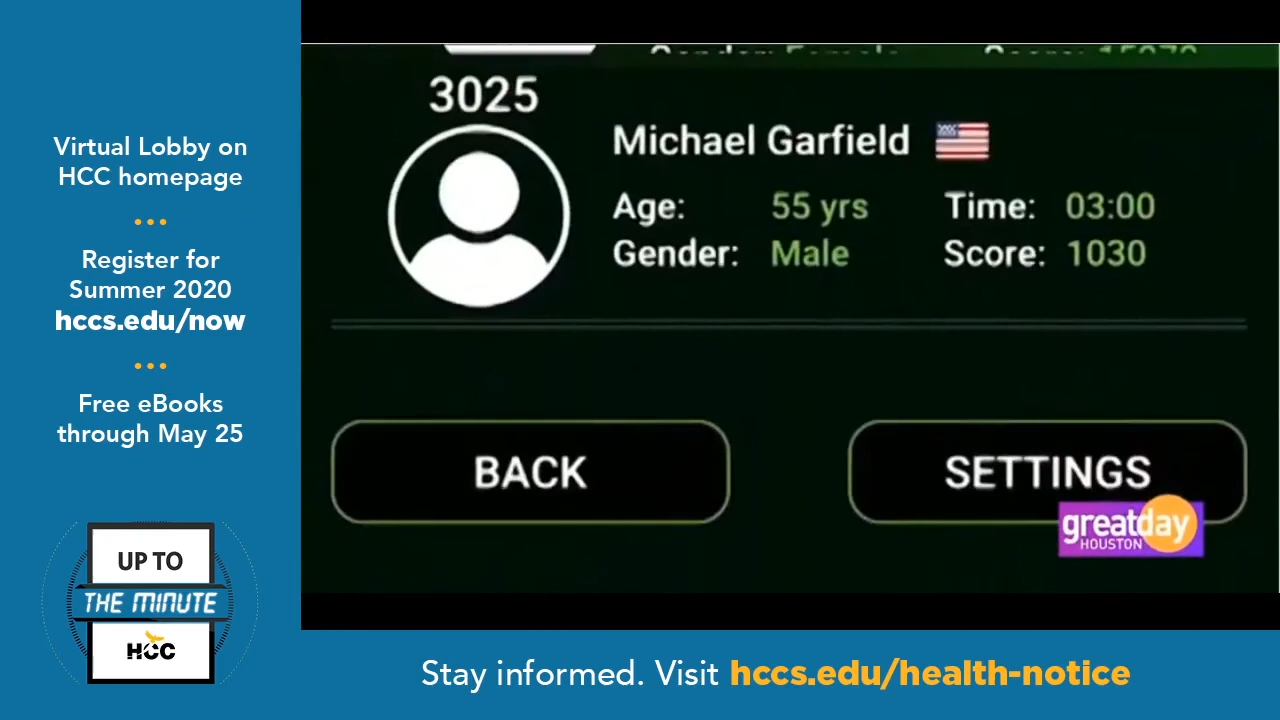 Virtual Lobby on
HCC homepage
Register for
Summer 2020
hccs.edu/now
Free eBooks
through May 25
UP TO
THE MINUTE
HCC
3025
Michael Garfield
Age: 55 yrs Time: 03:00
Gender: Male Score: 1030
BACK SETTINGS
greatday
HOUSTON
Stay informed. Visit hccs.edu/health-notice